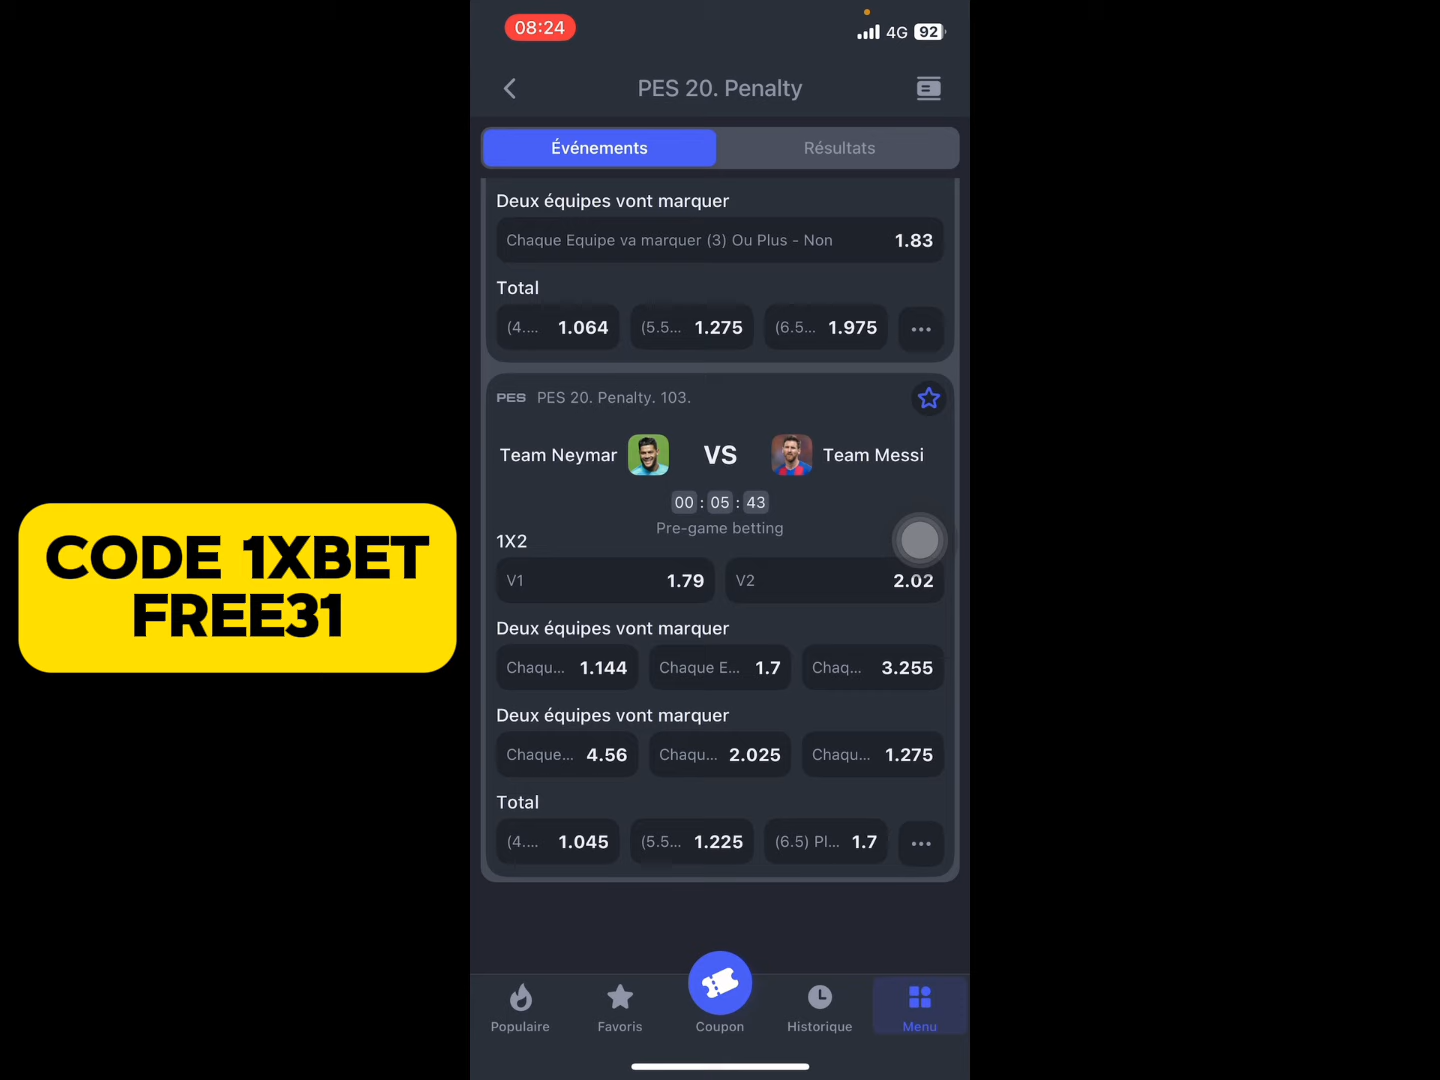 08:24
4G 92
PES 20. Penalty
Événements Résultats
Deux équipes vont marquer
Chaque Equipe va marquer (3) Ou Plus - Non 1.83
Total
(4.... 1.064 (5.5... 1.275 (6.5... 1.975 ...
PES PES 20. Penalty. 103.
Team Neymar VS Team Messi
00 : 05 : 43
Pre-game betting
1X2
V1 1.79 V2 2.02
Deux équipes vont marquer
Chaqu... 1.144 Chaque E... 1.7 Chaq... 3.255
Deux équipes vont marquer
Chaque... 4.56 Chaqu... 2.025 Chaqu... 1.275
Total
(4.... 1.045 (5.5... 1.225 (6.5) Pl... 1.7 ...
Populaire Favoris Coupon Historique Menu
CODE 1XBET
FREE31